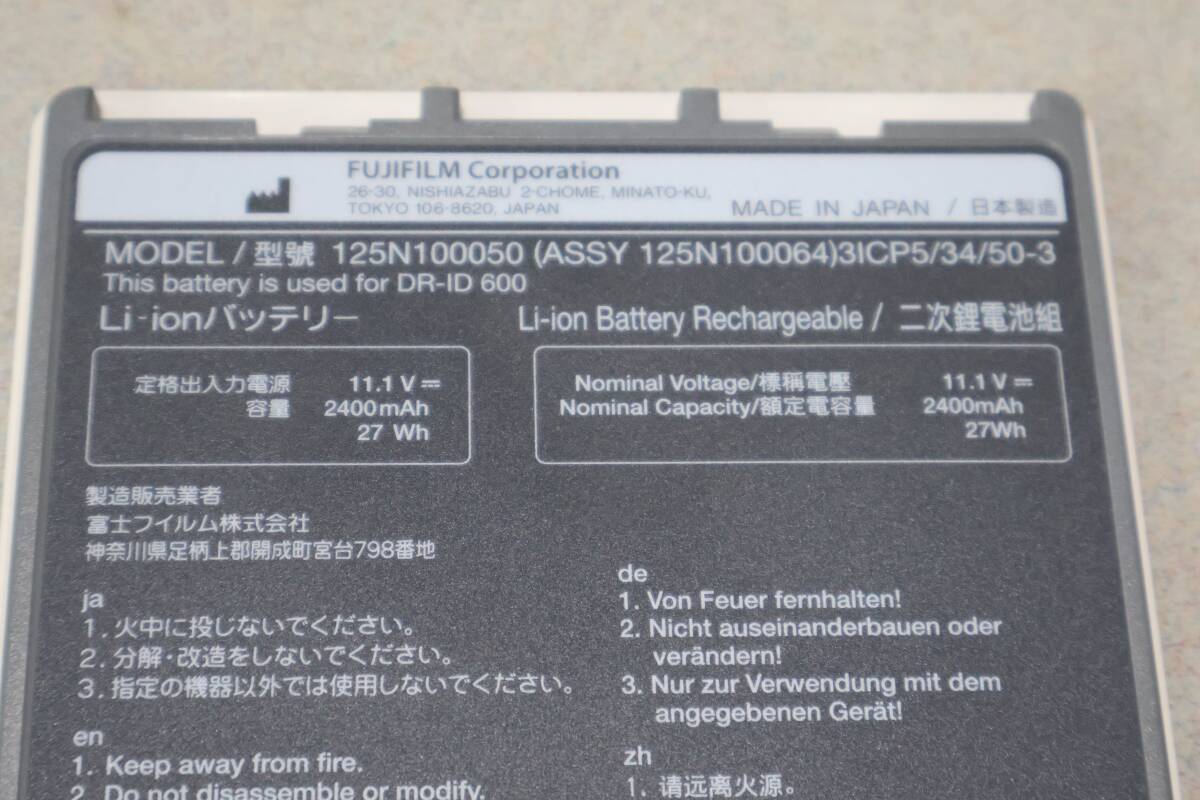 FUJIFILM Corporation
26-30, NISHIAZABU 2-CHOME, MINATO-KU,
TOKYO 106-8620, JAPAN
MADE IN JAPAN / 日本製造
MODEL / 型號 125N100050 (ASSY 125N100064)3ICP5/34/50-3
This battery is used for DR-ID 600
Li-ionバッテリー
Li-ion Battery Rechargeable / 二次鋰電池組
定格出入力電源 11.1 V ⎓
容量 2400mAh
27 Wh
Nominal Voltage/標稱電壓 11.1 V ⎓
Nominal Capacity/額定電容量 2400mAh
27Wh
製造販売業者
富士フイルム株式会社
神奈川県足柄上郡開成町宮台798番地
ja
1. 火中に投じないでください。
2. 分解・改造をしないでください。
3. 指定の機器以外では使用しないでください。
en
1. Keep away from fire.
2. Do not disassemble or modify.
de
1. Von Feuer fernhalten!
2. Nicht auseinanderbauen oder
verändern!
3. Nur zur Verwendung mit dem
angegebenen Gerät!
zh
1. 请远离火源。